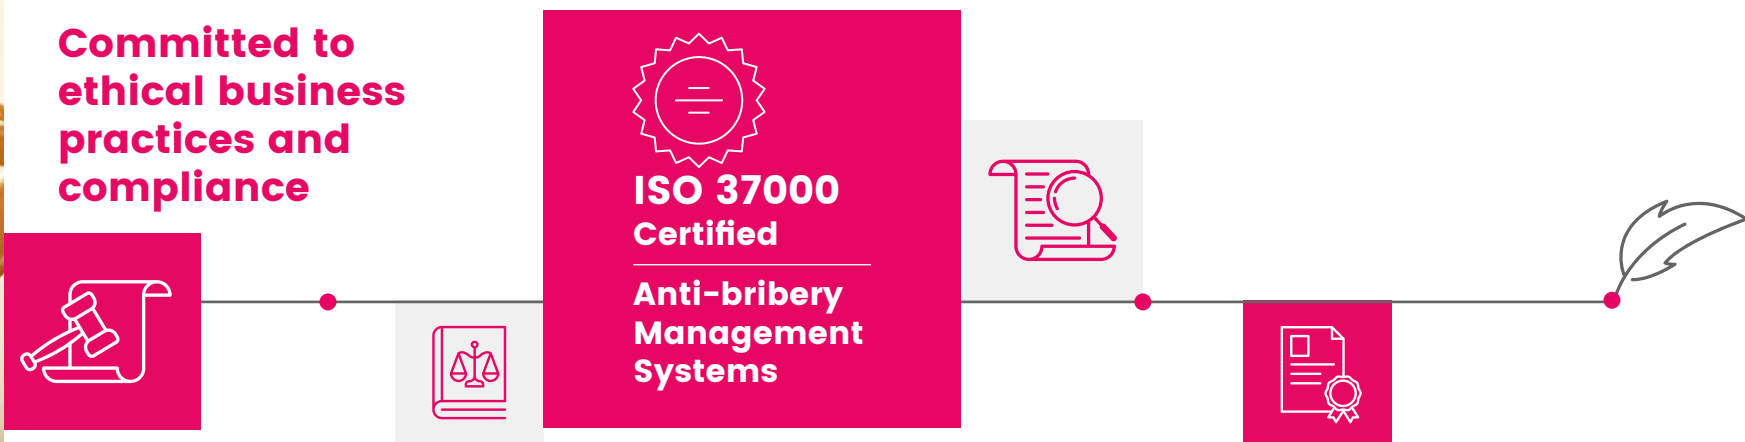 Committed to
ethical business
practices and
compliance
ISO 37000
Certified
Anti-bribery
Management
Systems